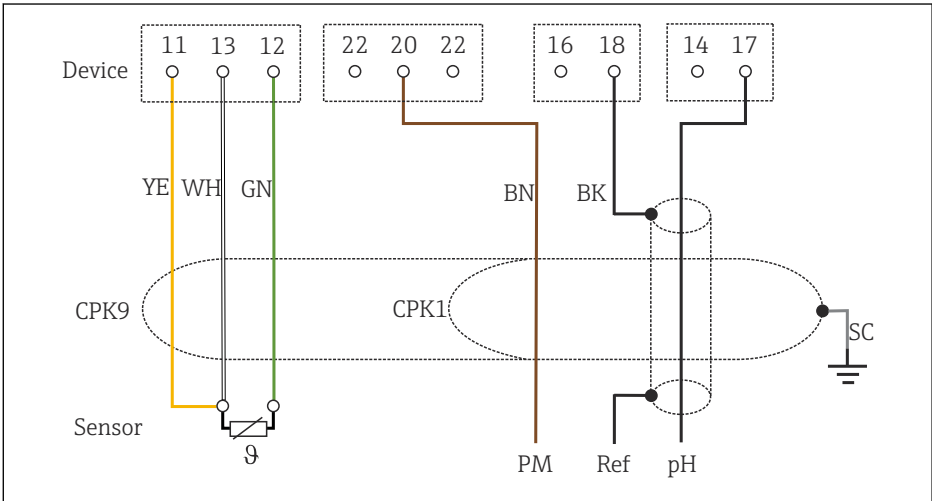 11 13 12 22 20 22 16 18 14 17
Device
YE WH GN BN BK
CPK9 CPK1
SC
Sensor
ϑ
PM Ref pH